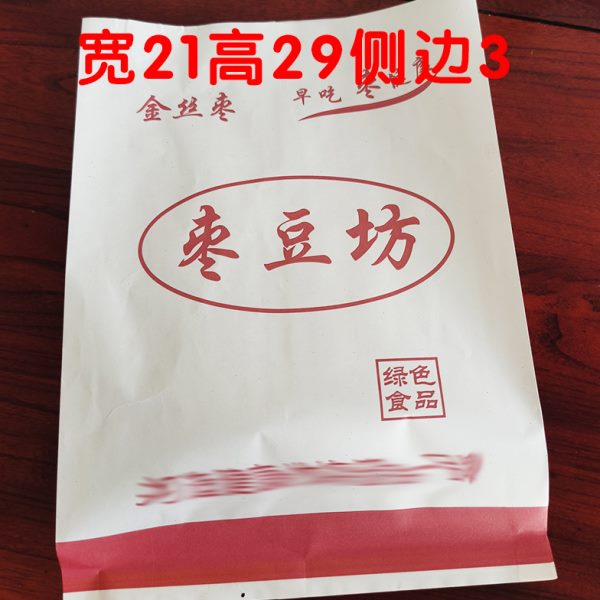 宽21高29侧边3
金丝枣
早吃枣
枣豆坊
绿色
食品